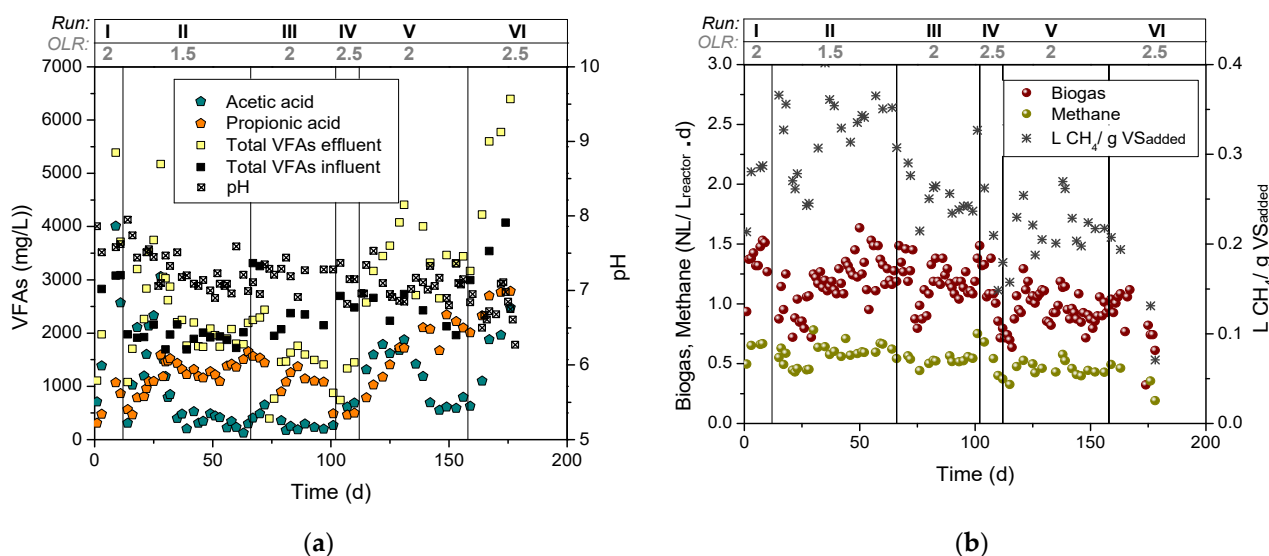 Run: I II III IV V VI
OLR: 2 1.5 2 2.5 2 2.5
7000
6000
5000
4000
3000
2000
1000
0
VFAs (mg/L))
10
9
8
7
6
5
pH
Acetic acid
Propionic acid
Total VFAs effluent
Total VFAs influent
pH
0 50 100 150 200
Time (d)
(a)
Run: I II III IV V VI
OLR: 2 1.5 2 2.5 2 2.5
3.0
2.5
2.0
1.5
1.0
0.5
0.0
Biogas, Methane (NL/ Lreactor .d)
0.4
0.3
0.2
0.1
0.0
L CH4/ g VSadded
Biogas
Methane
L CH4/ g VSadded
0 50 100 150 200
Time (d)
(b)